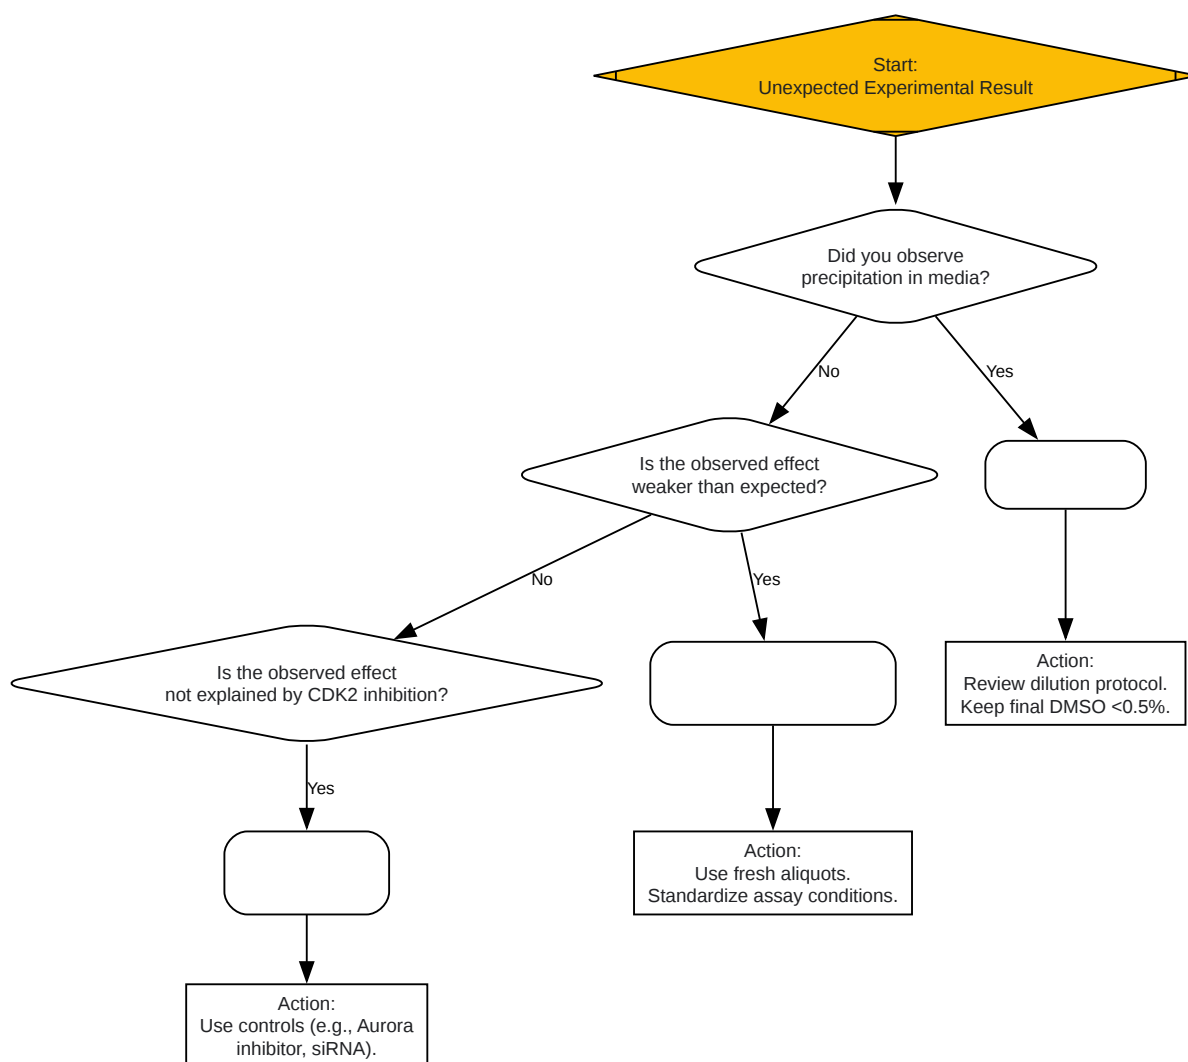 Start:
Unexpected Experimental Result
Did you observe
precipitation in media?
No
Yes
Is the observed effect
weaker than expected?
No
Yes
Is the observed effect
not explained by CDK2 inhibition?
Action:
Review dilution protocol.
Keep final DMSO <0.5%.
Yes
Action:
Use fresh aliquots.
Standardize assay conditions.
Action:
Use controls (e.g., Aurora
inhibitor, siRNA).